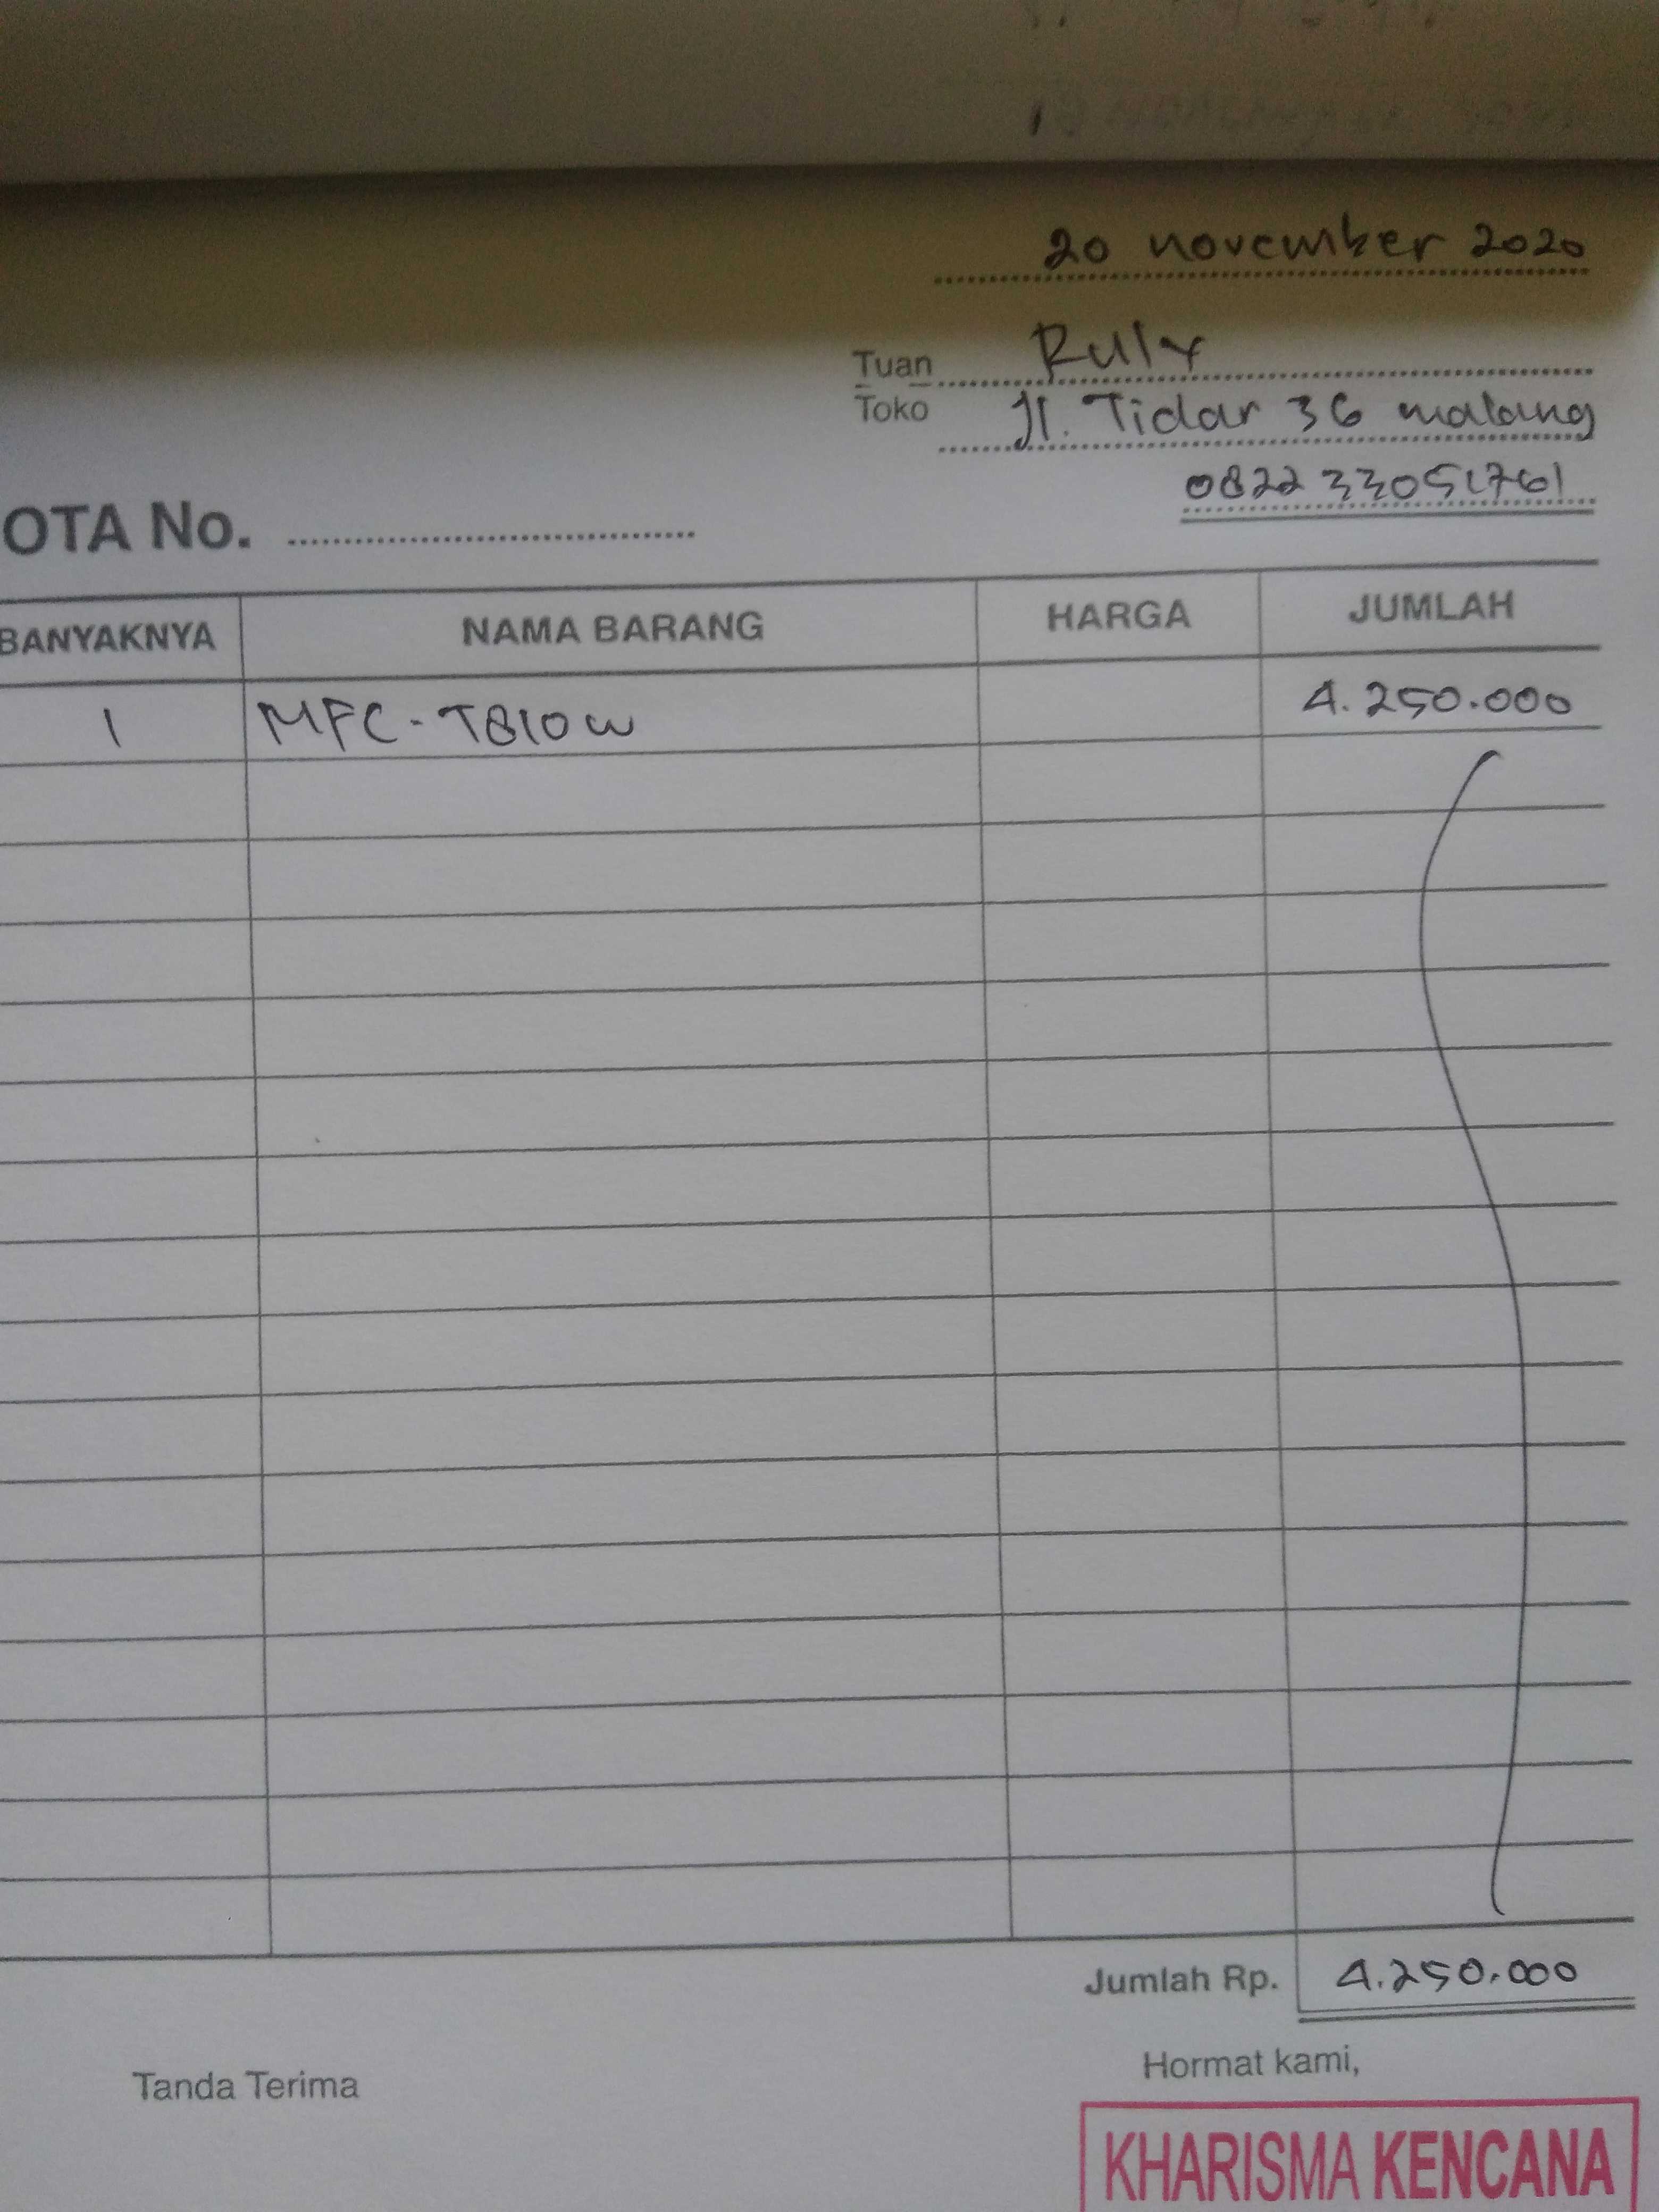 20 november 2020
Tuan Ruly
Toko Jl. Tidar 36 malang
082233051761
OTA No.
BANYAKNYA NAMA BARANG HARGA JUMLAH
1 MFC-T810W 4.250.000
Jumlah Rp. 4.250.000
Tanda Terima Hormat kami,
KHARISMA KENCANA